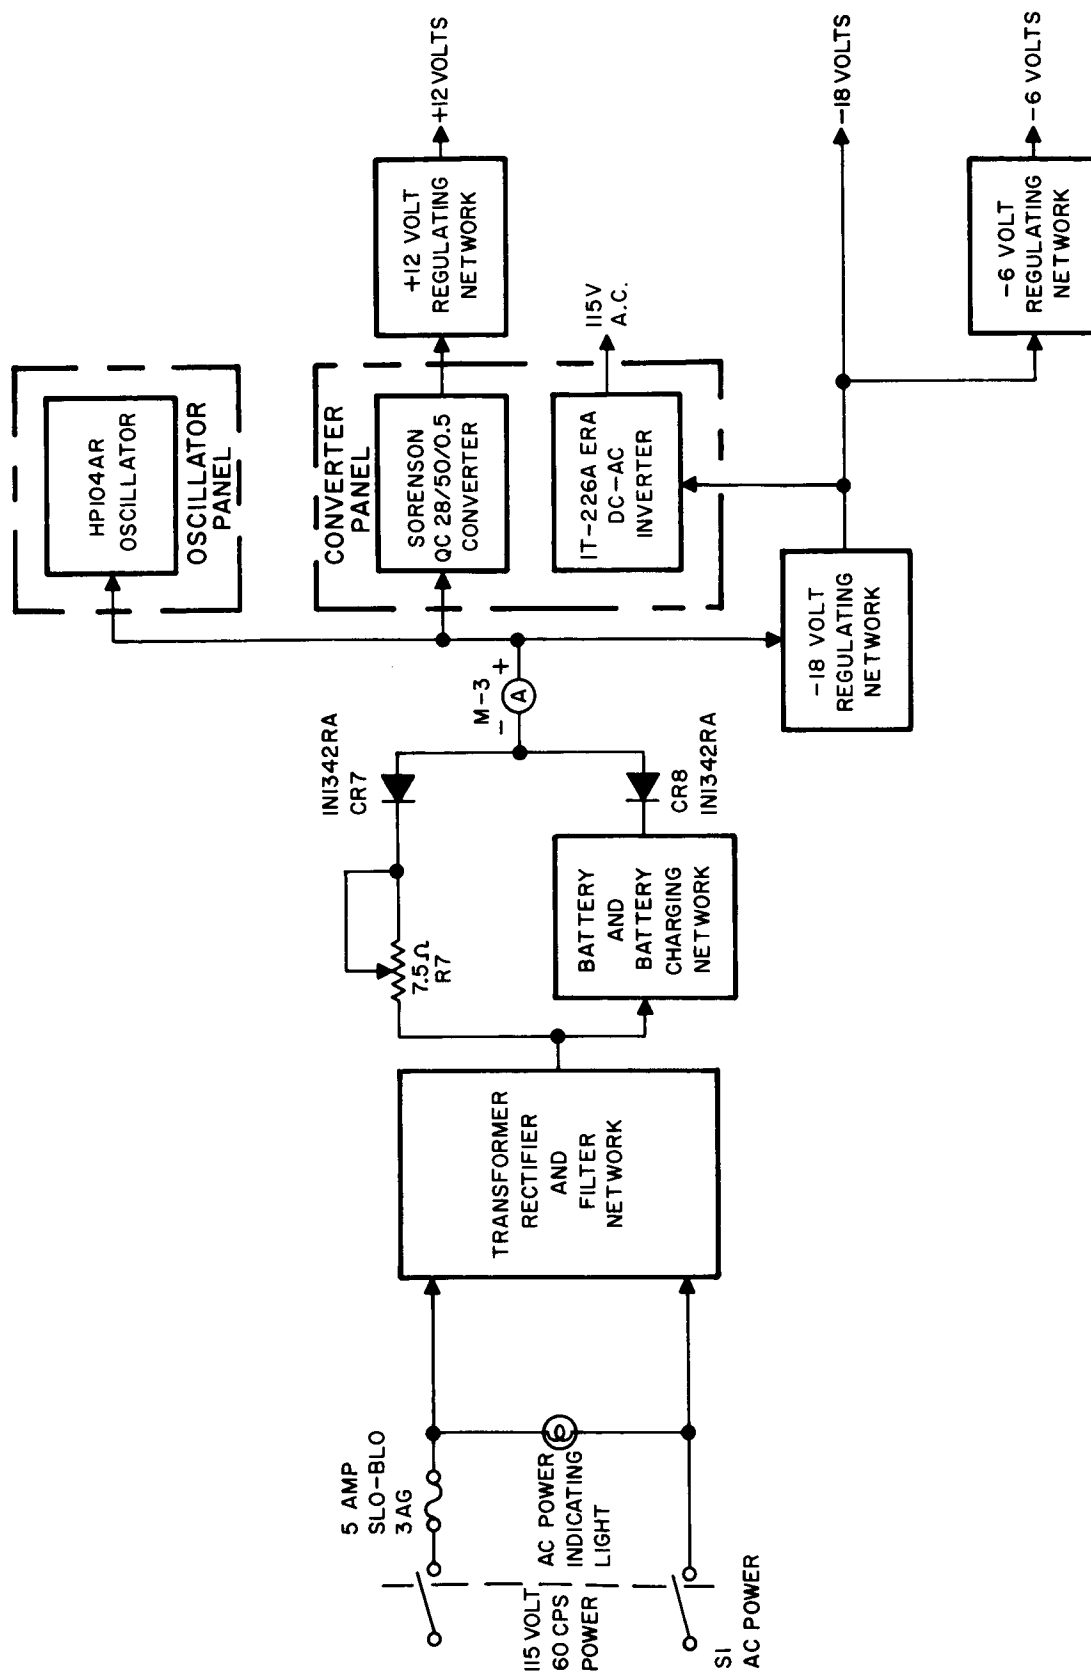 115 VOLT
60 CPS
POWER
S1
AC POWER
5 AMP
SLO-BLO
3AG
AC POWER
INDICATING
LIGHT
TRANSFORMER
RECTIFIER
AND
FILTER
NETWORK
7.5Ω
R7
IN1342RA
CR7
BATTERY
AND
BATTERY
CHARGING
NETWORK
CR8
IN1342RA
M-3
- +
A
HP104AR
OSCILLATOR
OSCILLATOR
PANEL
CONVERTER
PANEL
SORENSON
QC 28/50/0.5
CONVERTER
IT-226A ERA
DC-AC
INVERTER
115V
A.C.
+12 VOLT
REGULATING
NETWORK
+12 VOLTS
-18 VOLT
REGULATING
NETWORK
-18 VOLTS
-6 VOLT
REGULATING
NETWORK
-6 VOLTS